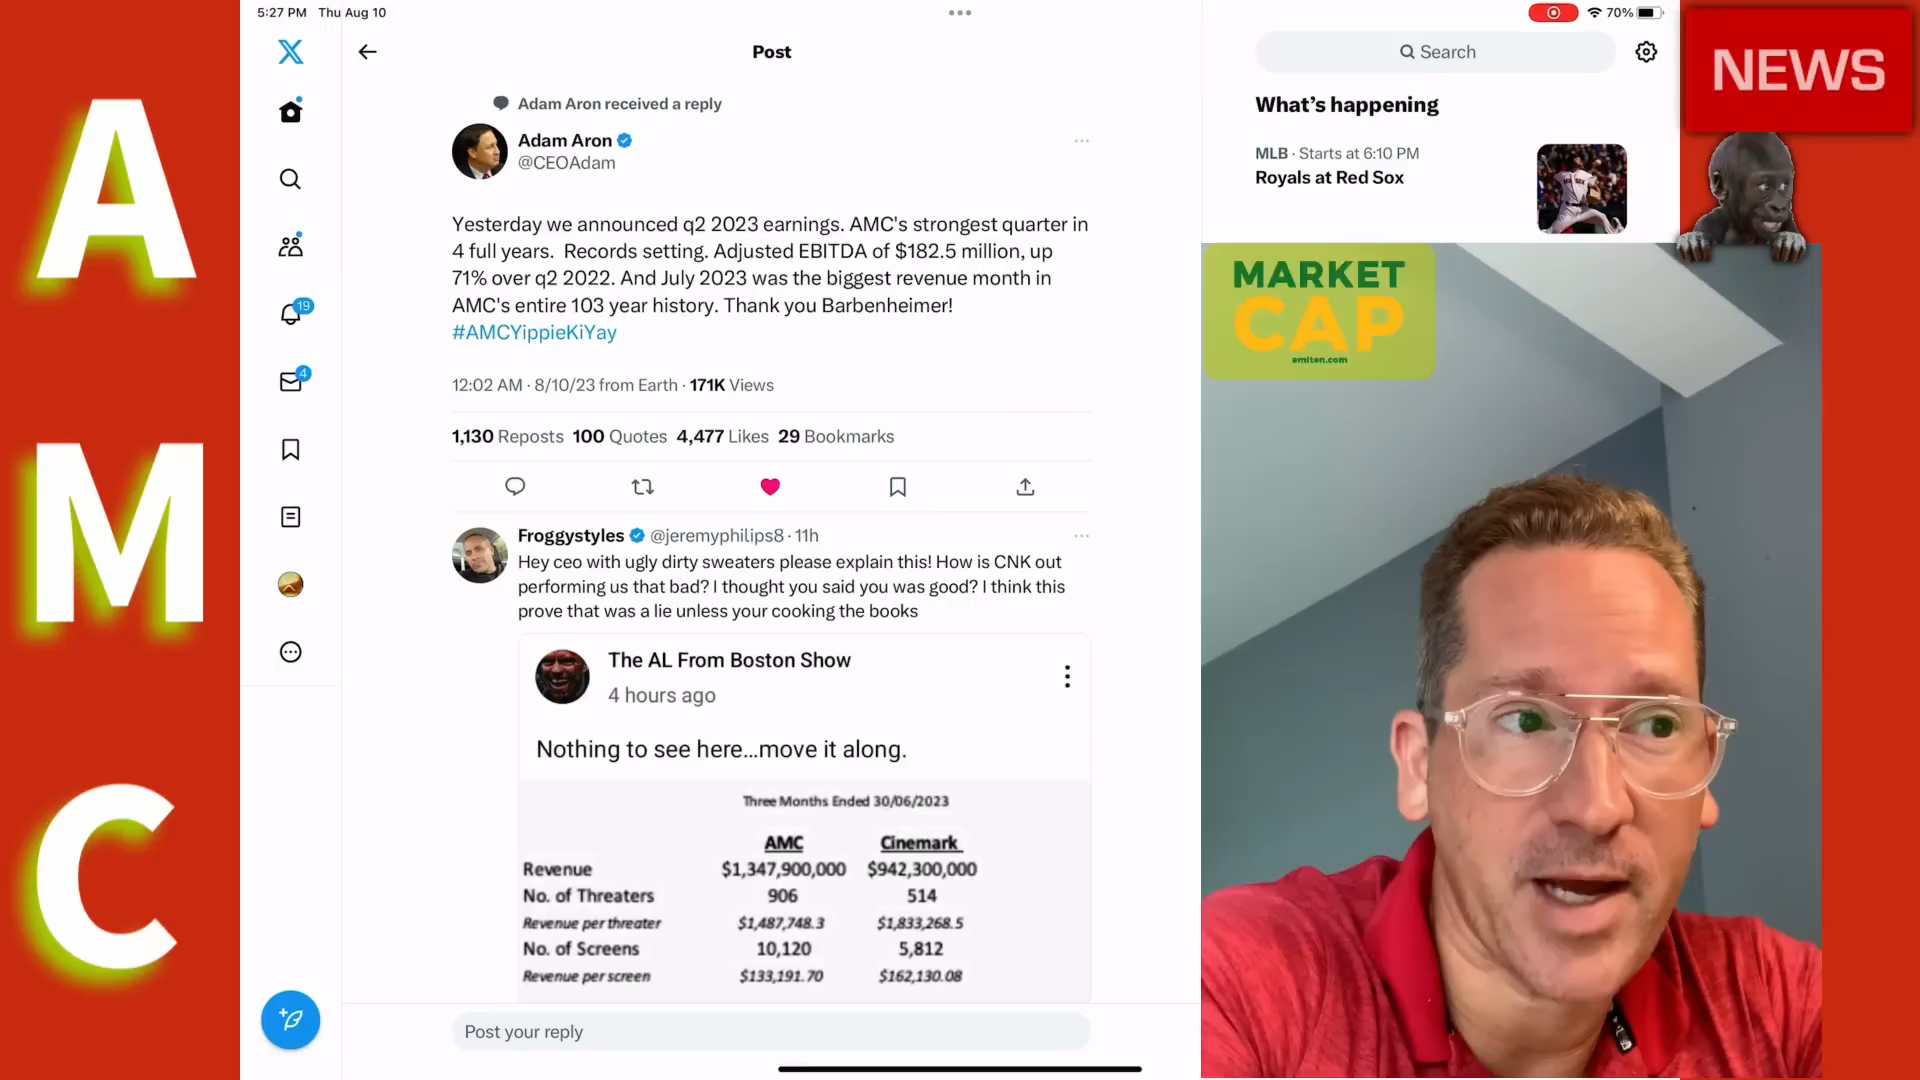 A
M
C
5:27 PM Thu Aug 10
70%
19
4
Post
Adam Aron received a reply
Adam Aron
@CEOAdam
Yesterday we announced q2 2023 earnings. AMC's strongest quarter in
4 full years. Records setting. Adjusted EBITDA of $182.5 million, up
71% over q2 2022. And July 2023 was the biggest revenue month in
AMC's entire 103 year history. Thank you Barbenheimer!
#AMCYippieKiYay
12:02 AM · 8/10/23 from Earth · 171K Views
1,130 Reposts 100 Quotes 4,477 Likes 29 Bookmarks
Froggystyles @jeremyphilips8 · 11h
Hey ceo with ugly dirty sweaters please explain this! How is CNK out
performing us that bad? I thought you said you was good? I think this
prove that was a lie unless your cooking the books
The AL From Boston Show
4 hours ago
Nothing to see here...move it along.
Three Months Ended 30/06/2023
AMC Cinemark
Revenue $1,347,900,000 $942,300,000
No. of Threaters 906 514
Revenue per threater $1,487,748.3 $1,833,268.5
No. of Screens 10,120 5,812
Revenue per screen $133,191.70 $162,130.08
Post your reply
Search
What's happening
MLB · Starts at 6:10 PM
Royals at Red Sox
NEWS
MARKET
CAP
emiten.com